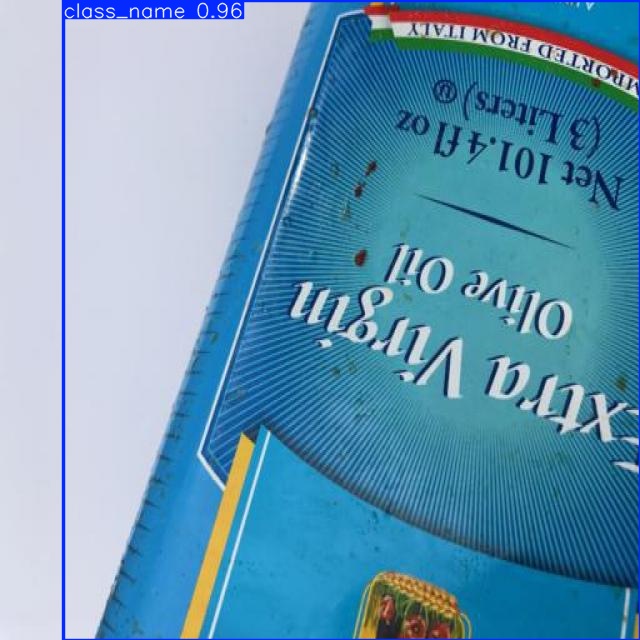 class_name 0.96
Extra Virgin
Olive Oil
Net 101.4 fl oz
(3 Liters) Ⓤ
IMPORTED FROM ITALY